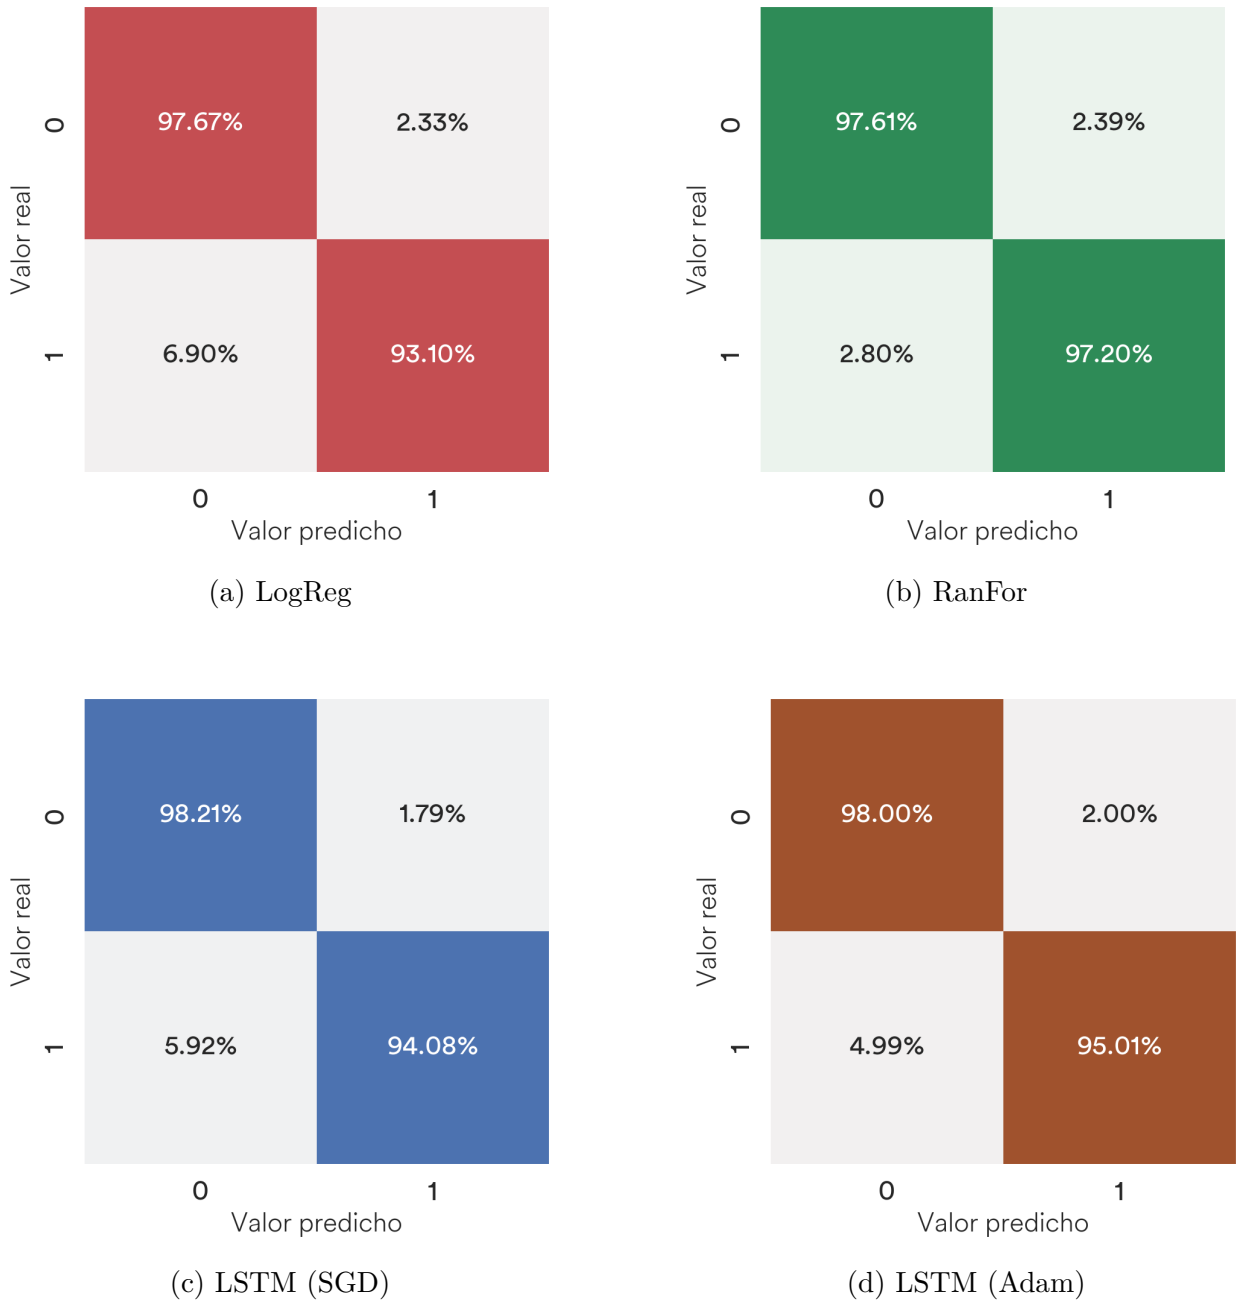 0
97.67%
2.33%
Valor real
1
6.90%
93.10%
0
1
Valor predicho
(a) LogReg
0
97.61%
2.39%
Valor real
1
2.80%
97.20%
0
1
Valor predicho
(b) RanFor
0
98.21%
1.79%
Valor real
1
5.92%
94.08%
0
1
Valor predicho
(c) LSTM (SGD)
0
98.00%
2.00%
Valor real
1
4.99%
95.01%
0
1
Valor predicho
(d) LSTM (Adam)